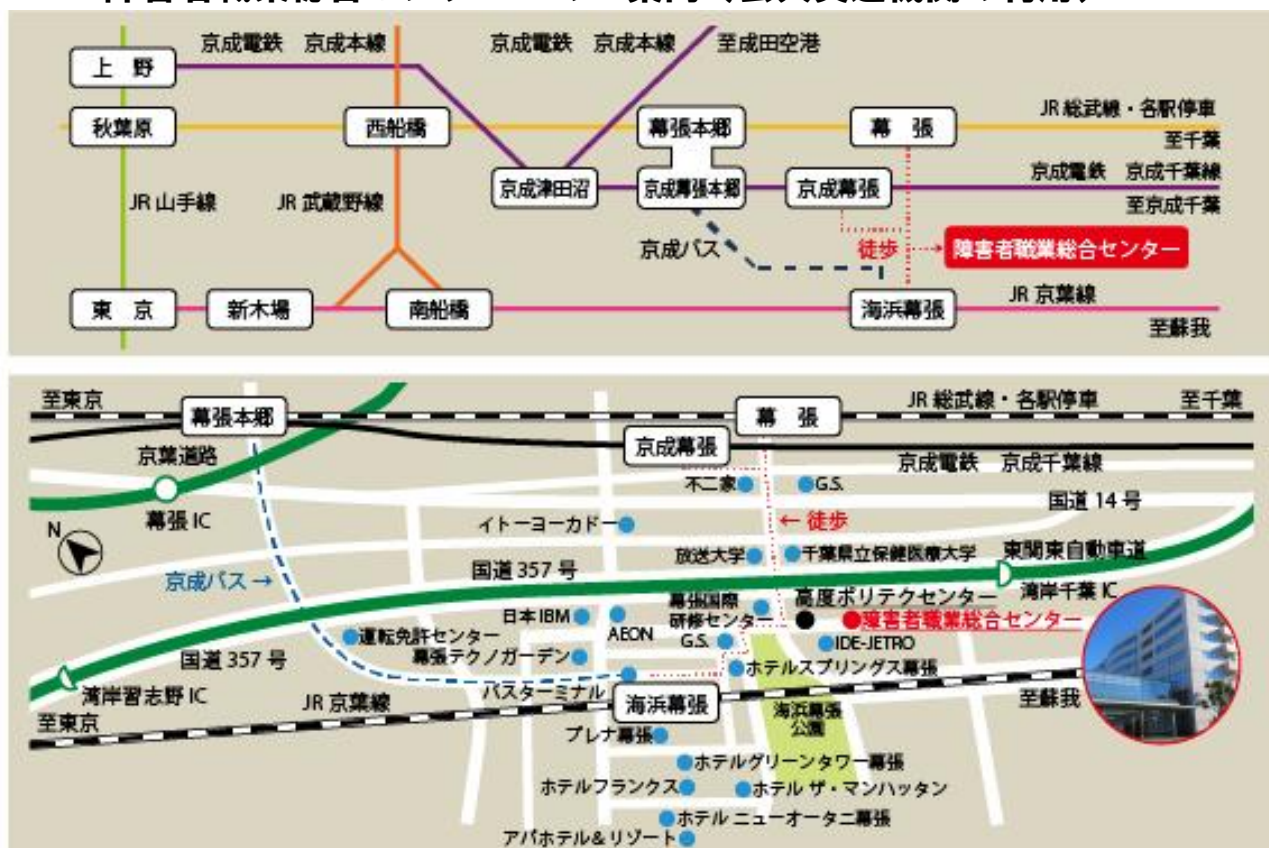 京成電鉄 京成本線
京成電鉄 京成本線
至成田空港
上 野
秋葉原
西船橋
幕張本郷
幕 張
JR 総武線・各駅停車
至千葉
京成津田沼
京成幕張本郷
京成幕張
京成電鉄 京成千葉線
至京成千葉
JR 山手線
JR 武蔵野線
京成バス
徒歩
障害者職業総合センター
東 京
新木場
南船橋
海浜幕張
JR 京葉線
至蘇我
至東京
幕張本郷
幕 張
JR 総武線・各駅停車
至千葉
京成幕張
京葉道路
京成電鉄 京成千葉線
不二家
G.S.
国道 14 号
幕張 IC
イトーヨーカドー
← 徒歩
N
放送大学
千葉県立保健医療大学
東関東自動車道
京成バス →
国道 357 号
湾岸千葉 IC
幕張国際
研修センター
高度ポリテクセンター
日本 IBM
AEON
障害者職業総合センター
運転免許センター
G.S.
IDE-JETRO
国道 357 号
幕張テクノガーデン
ホテルスプリングス幕張
湾岸習志野 IC
バスターミナル
至東京
JR 京葉線
海浜幕張
海浜幕張
公園
至蘇我
プレナ幕張
ホテルグリーンタワー幕張
ホテルフランクス
ホテル ザ・マンハッタン
ホテル ニューオータニ幕張
アパホテル＆リゾート